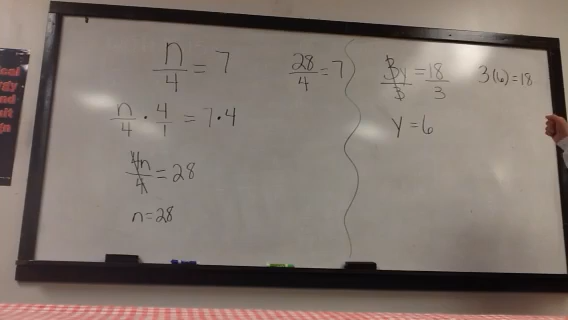 n/4 = 7
n/4 · 4/1 = 7 · 4
4n/4 = 28
n = 28
28/4 = 7
3y/3 = 18/3
y = 6
3(6) = 18